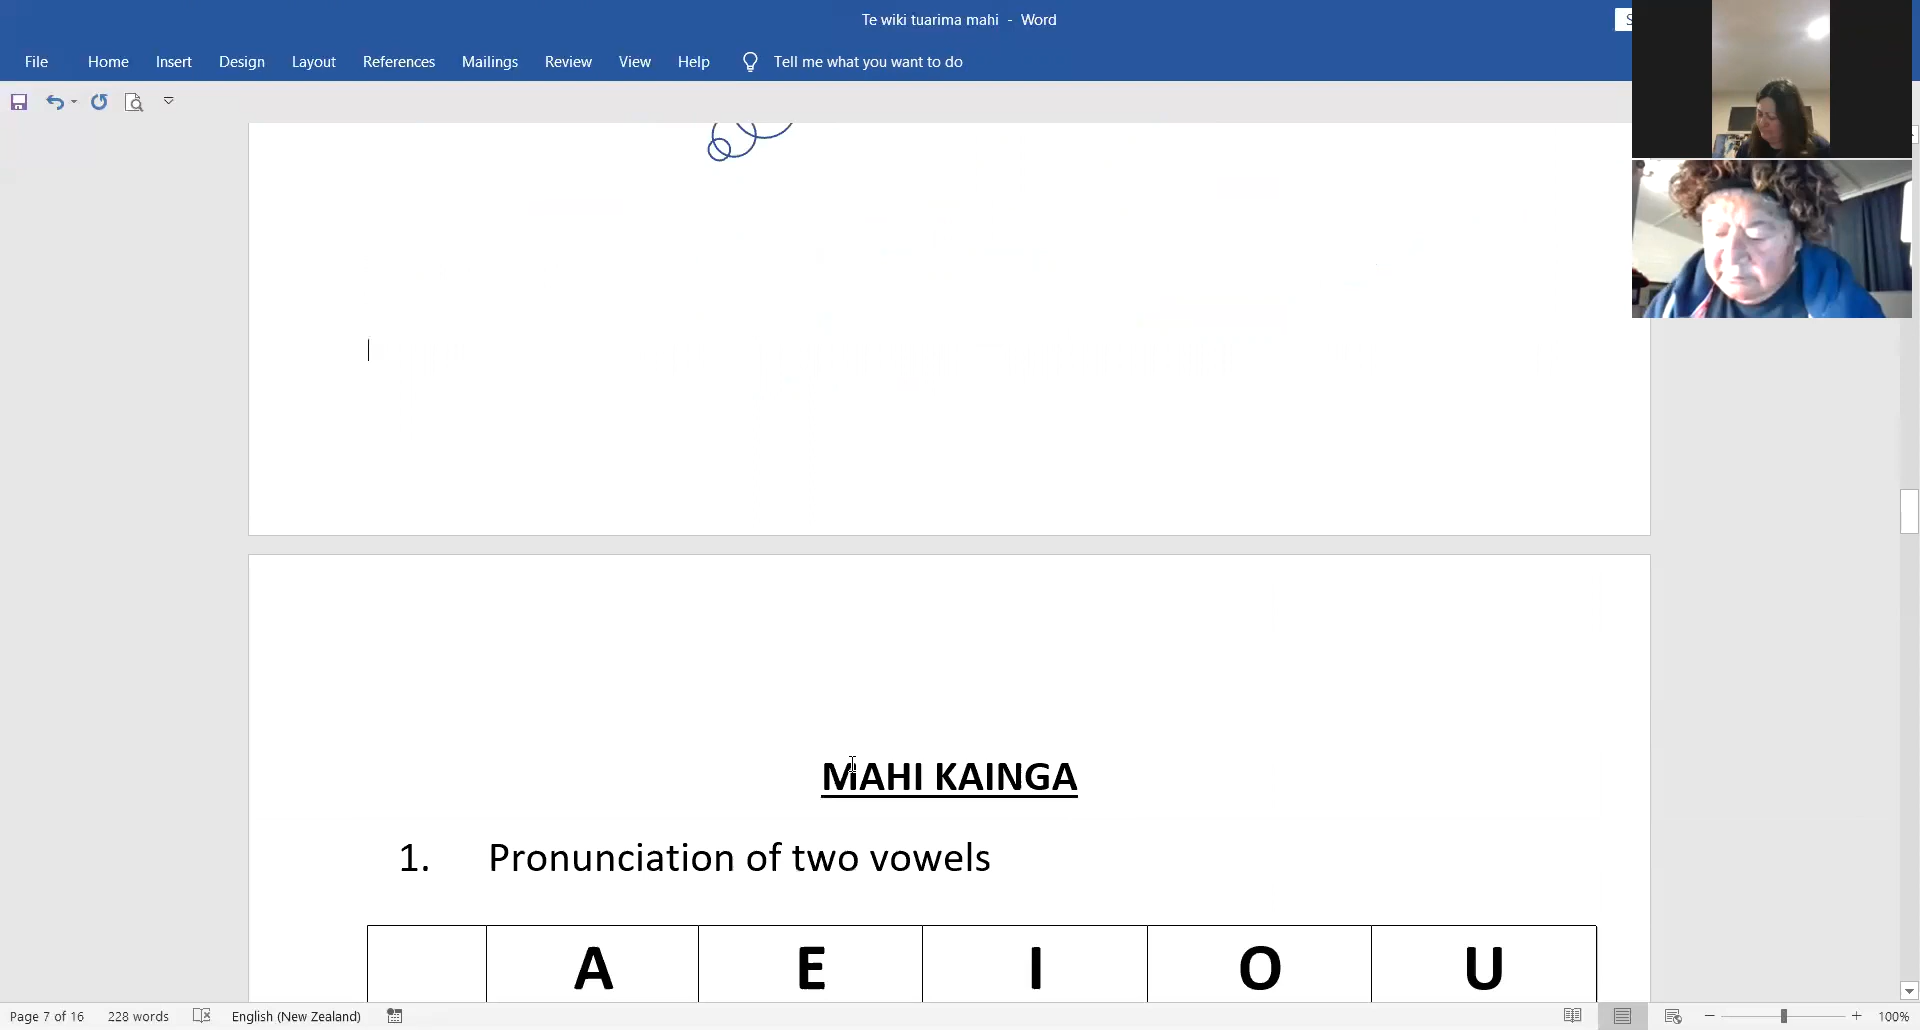 Te wiki tuarima mahi - Word
S
File Home Insert Design Layout References Mailings Review View Help Tell me what you want to do
MAHI KAINGA
1. Pronunciation of two vowels
A E I O U
Page 7 of 16 228 words English (New Zealand) 100%